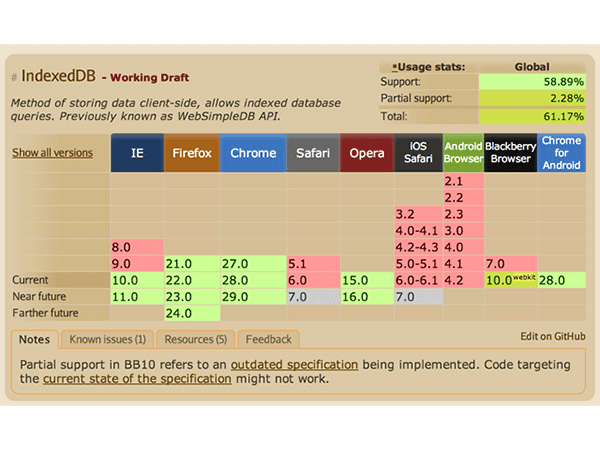 # IndexedDB - Working Draft
Method of storing data client-side, allows indexed database
queries. Previously known as WebSimpleDB API.
*Usage stats: Global
Support: 58.89%
Partial support: 2.28%
Total: 61.17%
Show all versions IE Firefox Chrome Safari Opera iOS Safari Android Browser Blackberry Browser Chrome for Android
2.1
2.2
3.2 2.3
4.0-4.1 3.0
8.0 4.2-4.3 4.0
9.0 21.0 27.0 5.1 5.0-5.1 4.1 7.0
Current 10.0 22.0 28.0 6.0 15.0 6.0-6.1 4.2 10.0 webkit 28.0
Near future 11.0 23.0 29.0 7.0 16.0 7.0
Farther future 24.0
Notes Known issues (1) Resources (5) Feedback Edit on GitHub
Partial support in BB10 refers to an outdated specification being implemented. Code targeting
the current state of the specification might not work.